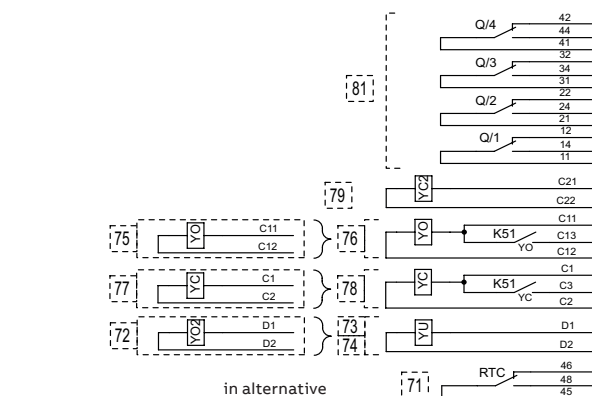 Q/4 42
44
41
Q/3 32
34
31
81
Q/2 22
24
21
Q/1 12
14
11
79 YC2 C21
C22
75 YO C11 C12
76 YO K51 YO C11 C13 C12
77 YC C1 C2
78 YC K51 YC C1 C3 C2
72 YO2 D1 D2
73 74 YU D1 D2
in alternative
71 RTC 46
48
45